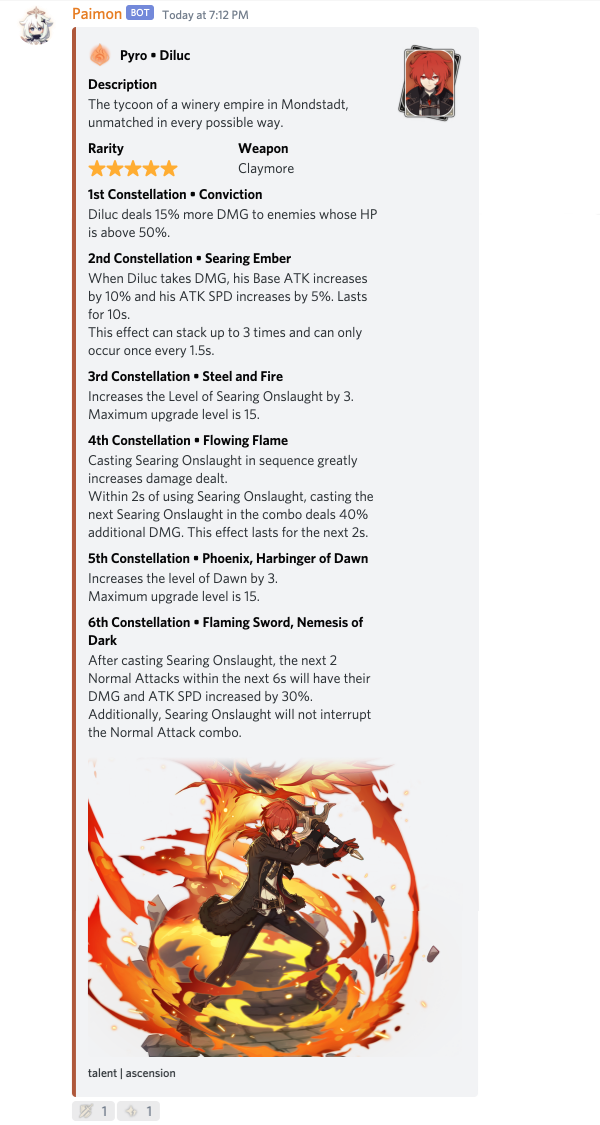 Paimon BOT Today at 7:12 PM
Pyro • Diluc
Description
The tycoon of a winery empire in Mondstadt,
unmatched in every possible way.
Rarity Weapon
Claymore
1st Constellation • Conviction
Diluc deals 15% more DMG to enemies whose HP
is above 50%.
2nd Constellation • Searing Ember
When Diluc takes DMG, his Base ATK increases
by 10% and his ATK SPD increases by 5%. Lasts
for 10s.
This effect can stack up to 3 times and can only
occur once every 1.5s.
3rd Constellation • Steel and Fire
Increases the Level of Searing Onslaught by 3.
Maximum upgrade level is 15.
4th Constellation • Flowing Flame
Casting Searing Onslaught in sequence greatly
increases damage dealt.
Within 2s of using Searing Onslaught, casting the
next Searing Onslaught in the combo deals 40%
additional DMG. This effect lasts for the next 2s.
5th Constellation • Phoenix, Harbinger of Dawn
Increases the level of Dawn by 3.
Maximum upgrade level is 15.
6th Constellation • Flaming Sword, Nemesis of
Dark
After casting Searing Onslaught, the next 2
Normal Attacks within the next 6s will have their
DMG and ATK SPD increased by 30%.
Additionally, Searing Onslaught will not interrupt
the Normal Attack combo.
talent | ascension
1 1